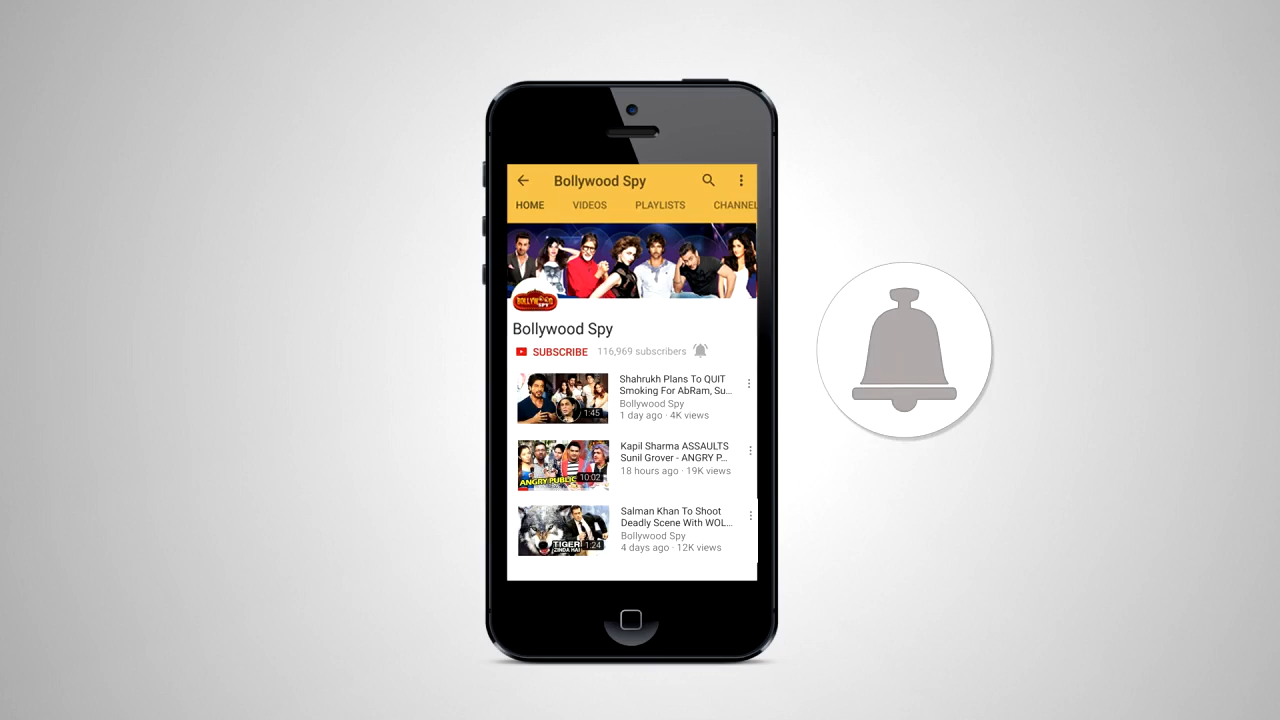 Bollywood Spy
HOME VIDEOS PLAYLISTS CHANNEL
BOLLYWOOD
SPY
Bollywood Spy
SUBSCRIBE 116,969 subscribers
Shahrukh Plans To QUIT
Smoking For AbRam, Su...
Bollywood Spy
1 day ago · 4K views
1:45
Kapil Sharma ASSAULTS
Sunil Grover - ANGRY P...
18 hours ago · 19K views
ANGRY PUBLIC
10:02
Salman Khan To Shoot
Deadly Scene With WOL...
Bollywood Spy
4 days ago · 12K views
TIGER
ZINDA HAI
1:24